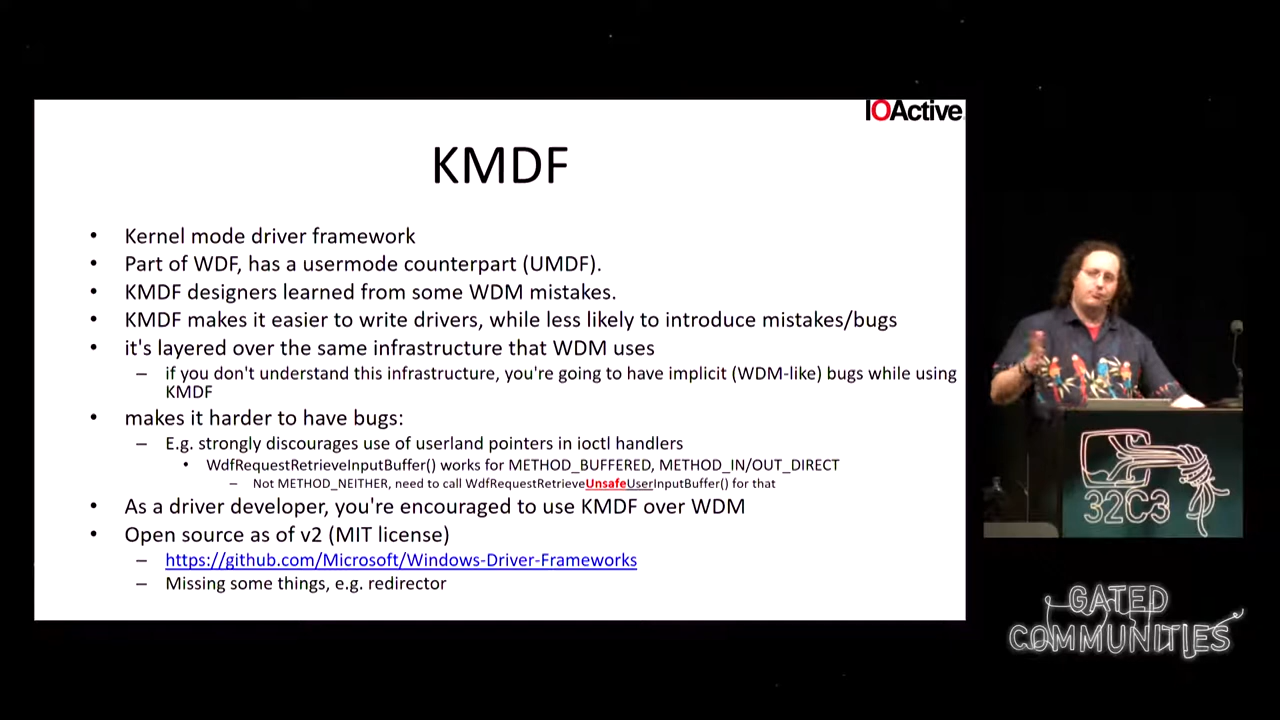 IOActive
KMDF
• Kernel mode driver framework
• Part of WDF, has a usermode counterpart (UMDF).
• KMDF designers learned from some WDM mistakes.
• KMDF makes it easier to write drivers, while less likely to introduce mistakes/bugs
• it's layered over the same infrastructure that WDM uses
– if you don't understand this infrastructure, you're going to have implicit (WDM-like) bugs while using
KMDF
• makes it harder to have bugs:
– E.g. strongly discourages use of userland pointers in ioctl handlers
• WdfRequestRetrieveInputBuffer() works for METHOD_BUFFERED, METHOD_IN/OUT_DIRECT
– Not METHOD_NEITHER, need to call WdfRequestRetrieveUnsafeUserInputBuffer() for that
• As a driver developer, you're encouraged to use KMDF over WDM
• Open source as of v2 (MIT license)
– https://github.com/Microsoft/Windows-Driver-Frameworks
– Missing some things, e.g. redirector
32C3
GATED
COMMUNITIES